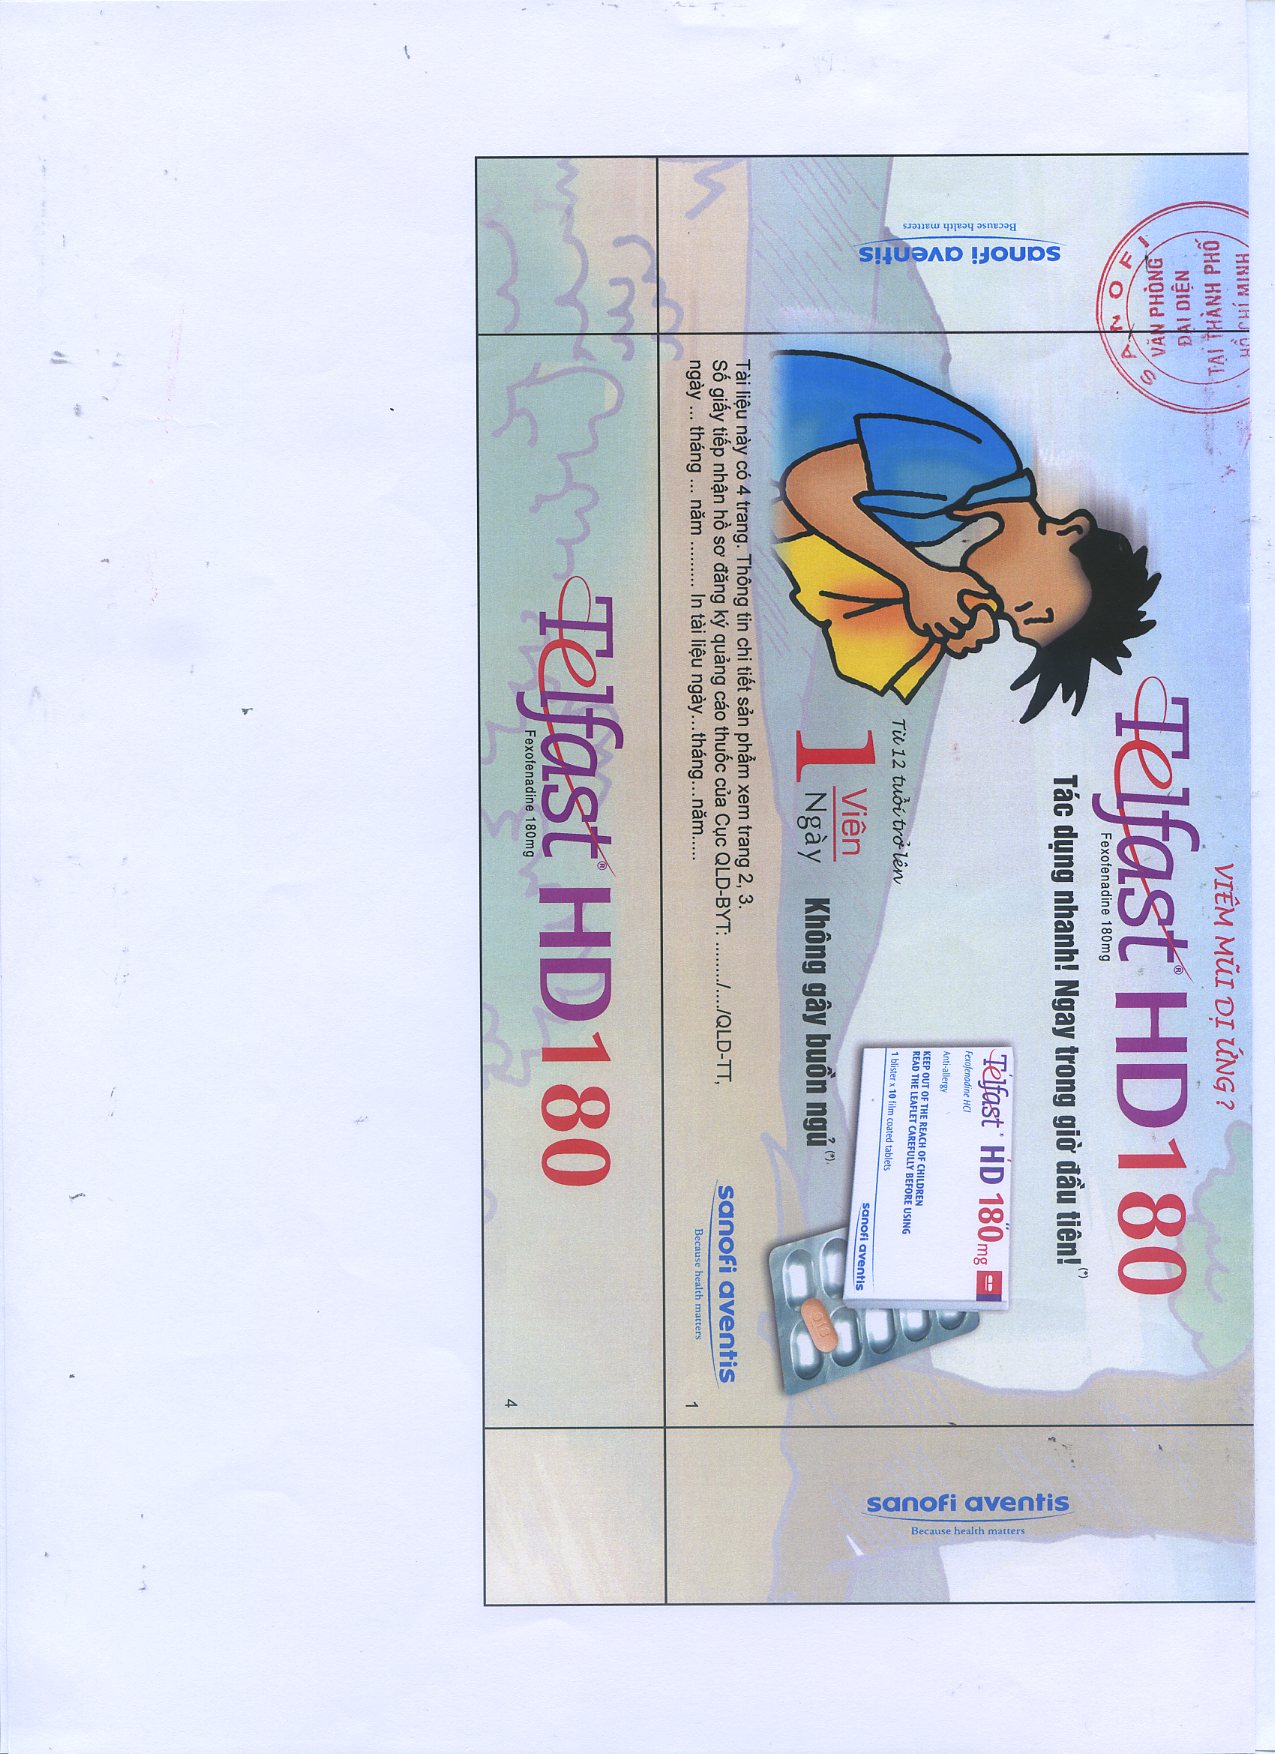 VIÊM MŨI DỊ ỨNG ?
Telfast® HD 180
Fexofenadine 180mg
Tác dụng nhanh! Ngay trong giờ đầu tiên! (*)
Từ 12 tuổi trở lên
1 Viên
Ngày
Không gây buồn ngủ (*)
Telfast® HD 180mg
Fexofenadine HCl
Anti-allergy
KEEP OUT OF THE REACH OF CHILDREN
READ THE LEAFLET CAREFULLY BEFORE USING
1 blister x 10 film coated tablets
sanofi aventis
Tài liệu này có 4 trang. Thông tin chi tiết sản phẩm xem trang 2, 3.
Số giấy tiếp nhận hồ sơ đăng ký quảng cáo thuốc của Cục QLD-BYT: ......../..../QLD-TT,
ngày ... tháng ... năm ......... In tài liệu ngày...tháng...năm.....
sanofi aventis
Because health matters
1
Telfast® HD 180
Fexofenadine 180mg
4
sanofi aventis
Because health matters
sanofi aventis
Because health matters
SANOFI
VĂN PHÒNG
ĐẠI DIỆN
TẠI THÀNH PHỐ
HỒ CHÍ MINH